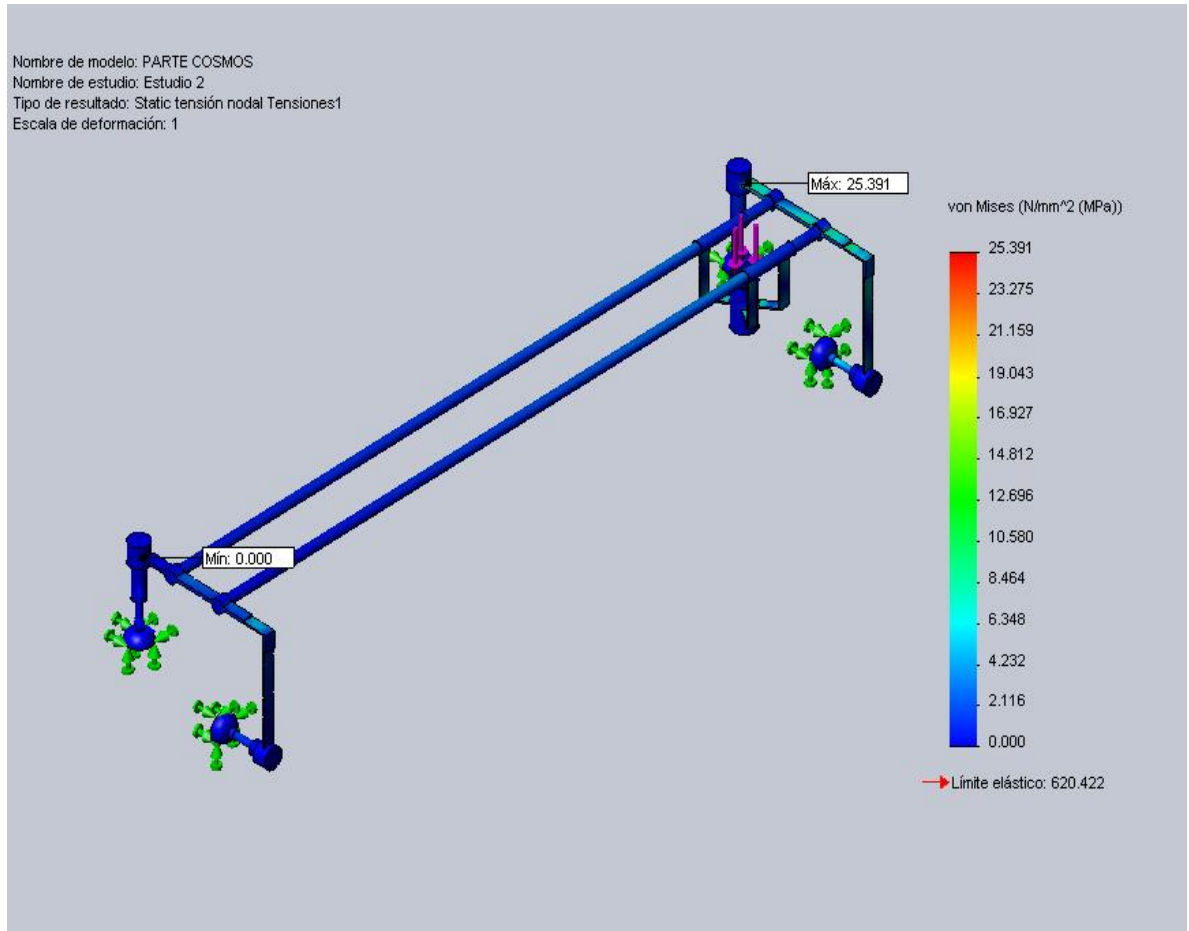 Nombre de modelo: PARTE COSMOS
Nombre de estudio: Estudio 2
Tipo de resultado: Static tensión nodal Tensiones1
Escala de deformación: 1
Máx: 25.391
von Mises (N/mm^2 (MPa))
25.391
23.275
21.159
19.043
16.927
14.812
12.696
10.580
8.464
6.348
4.232
2.116
0.000
Límite elástico: 620.422
Mín: 0.000